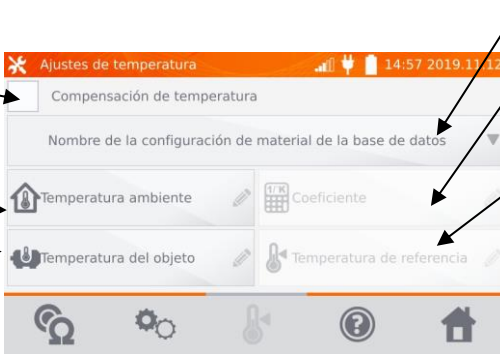 Ajustes de temperatura 14:57 2019.11.12
Compensación de temperatura
Nombre de la configuración de material de la base de datos
Temperatura ambiente
1/K Coeficiente
Temperatura del objeto
Temperatura de referencia